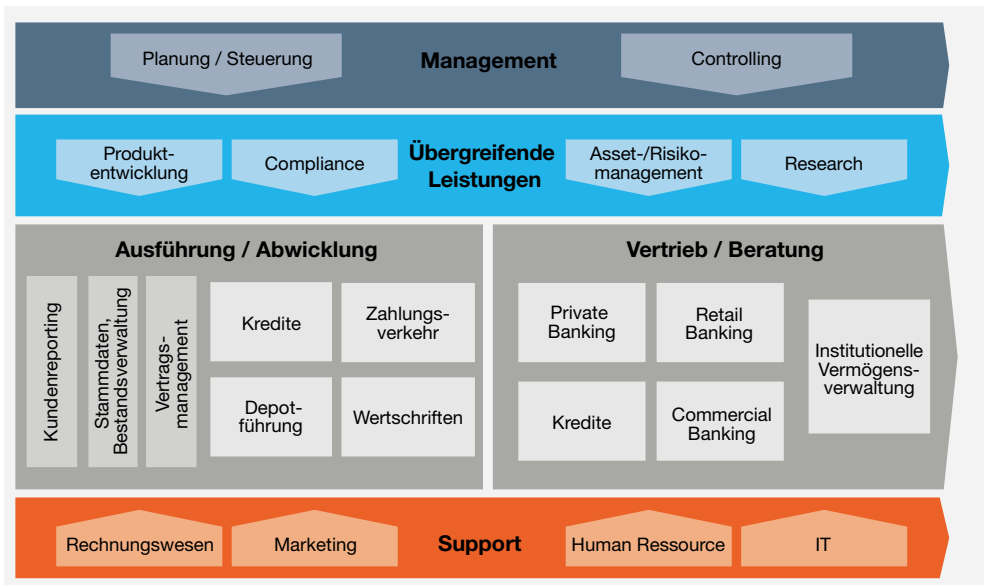 Planung / Steuerung
Management
Controlling
Produkt-
entwicklung
Compliance
Übergreifende
Leistungen
Asset-/Risiko-
management
Research
Ausführung / Abwicklung
Kundenreporting
Stammdaten,
Bestandsverwaltung
Vertrags-
management
Kredite
Zahlungs-
verkehr
Depot-
führung
Wertschriften
Vertrieb / Beratung
Private
Banking
Retail
Banking
Kredite
Commercial
Banking
Institutionelle
Vermögens-
verwaltung
Rechnungswesen
Marketing
Support
Human Ressource
IT